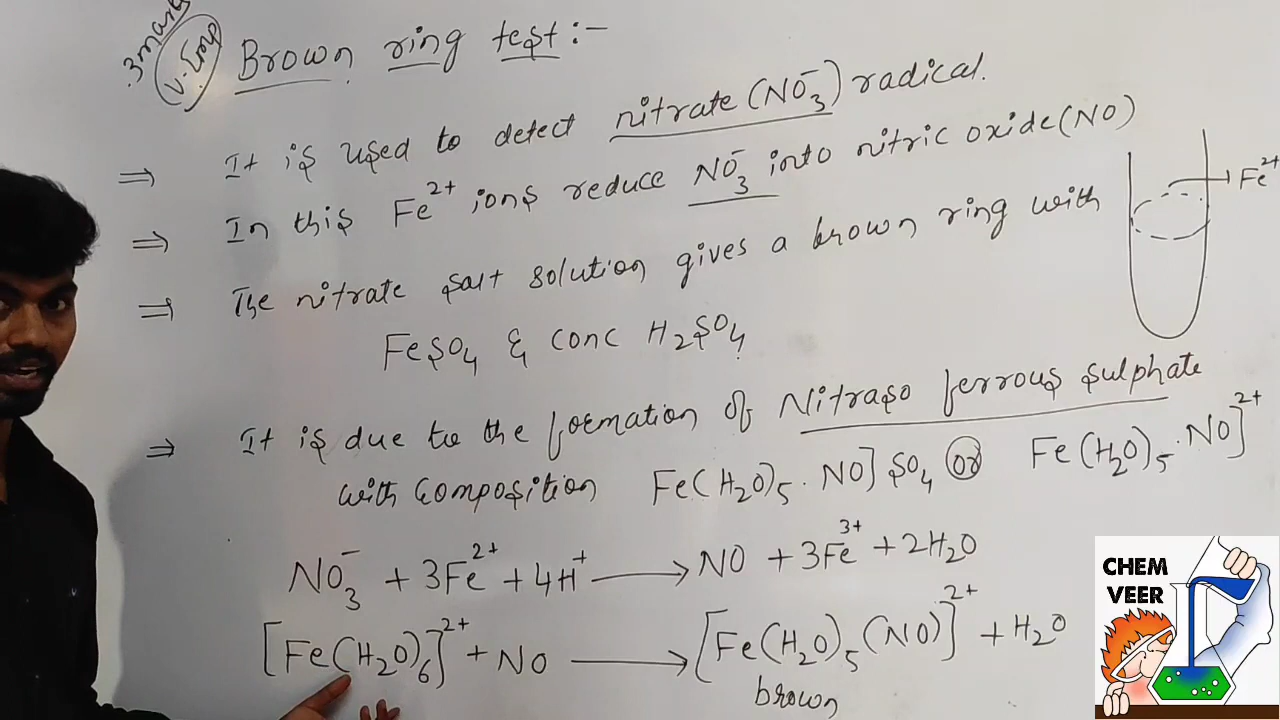 3 marks
V. Imp
Brown ring test :-
⇒ It is used to detect nitrate (NO₃⁻) radical.
⇒ In this Fe²⁺ ions reduce NO₃⁻ into nitric oxide (NO)
⇒ The nitrate salt solution gives a brown ring with
FeSO₄ & conc H₂SO₄
Fe²⁺
⇒ It is due to the formation of Nitraso ferrous sulphate
with composition Fe(H₂O)₅. NO]SO₄ or Fe(H₂O)₅. NO]²⁺
NO₃⁻ + 3Fe²⁺ + 4H⁺ → NO + 3Fe³⁺ + 2H₂O
[Fe(H₂O)₆]²⁺ + NO → [Fe(H₂O)₅(NO)]²⁺ + H₂O
brown
CHEM
VEER